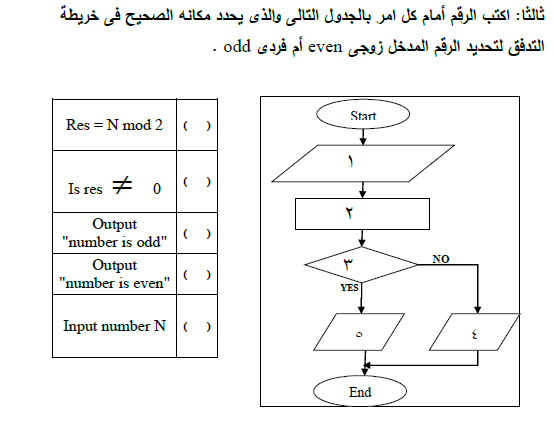 ثالثًا: اكتب الرقم أمام كل امر بالجدول التالى والذى يحدد مكانه الصحيح فى خريطة
التدفق لتحديد الرقم المدخل زوجى even أم فردى odd .
Res = N mod 2 ( )
Is res ≠ 0 ( )
Output
"number is odd" ( )
Output
"number is even" ( )
Input number N ( )
Start
١
٢
٣
NO
YES
٥
٤
End